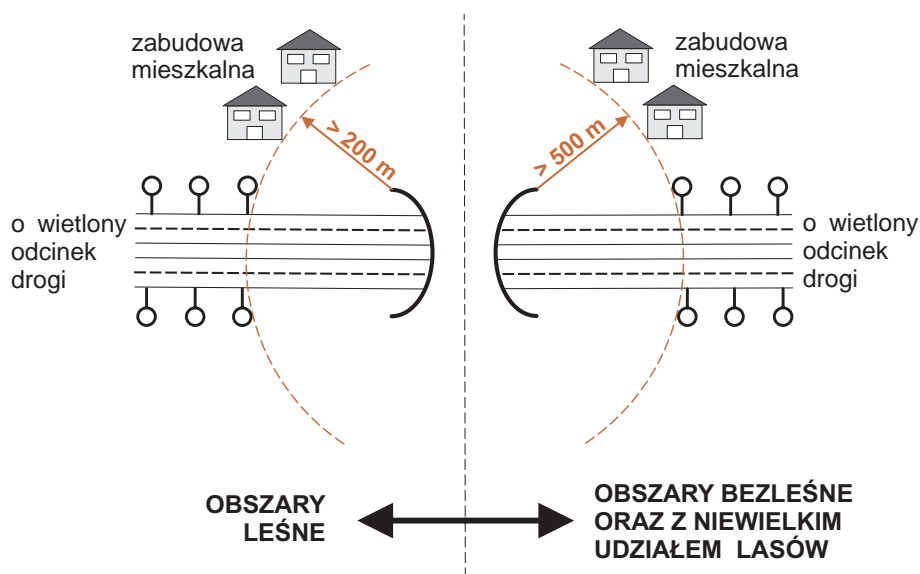 zabudowa
mieszkalna
zabudowa
mieszkalna
> 200 m
> 500 m
o wietlony
odcinek
drogi
o wietlony
odcinek
drogi
OBSZARY
LEŚNE
OBSZARY BEZLEŚNE
ORAZ Z NIEWIELKIM
UDZIAŁEM LASÓW